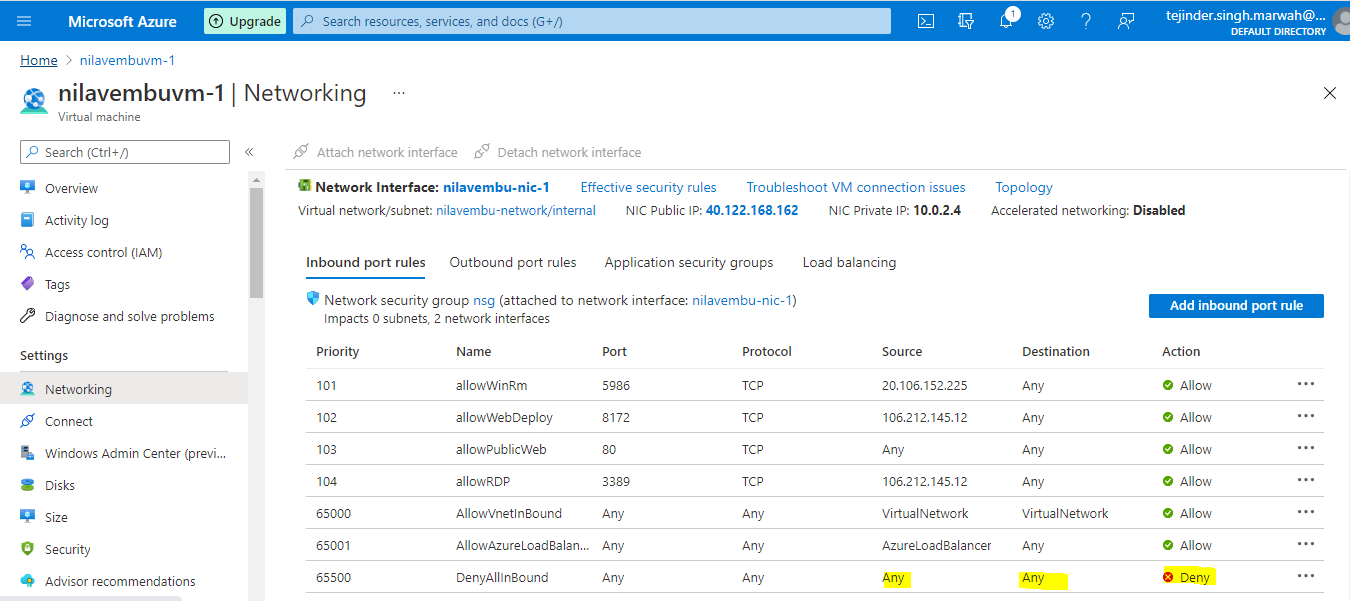 Microsoft Azure Upgrade Search resources, services, and docs (G+/) 1 tejinder.singh.marwah@...
DEFAULT DIRECTORY
Home > nilavembuvm-1
nilavembuvm-1 | Networking ...
Virtual machine
Search (Ctrl+/) «
Attach network interface Detach network interface
Overview
Activity log
Access control (IAM)
Tags
Diagnose and solve problems
Settings
Networking
Connect
Windows Admin Center (previ...
Disks
Size
Security
Advisor recommendations
Network Interface: nilavembu-nic-1 Effective security rules Troubleshoot VM connection issues Topology
Virtual network/subnet: nilavembu-network/internal NIC Public IP: 40.122.168.162 NIC Private IP: 10.0.2.4 Accelerated networking: Disabled
Inbound port rules Outbound port rules Application security groups Load balancing
Network security group nsg (attached to network interface: nilavembu-nic-1)
Impacts 0 subnets, 2 network interfaces
Add inbound port rule
Priority Name Port Protocol Source Destination Action
101 allowWinRm 5986 TCP 20.106.152.225 Any Allow ...
102 allowWebDeploy 8172 TCP 106.212.145.12 Any Allow ...
103 allowPublicWeb 80 TCP Any Any Allow ...
104 allowRDP 3389 TCP 106.212.145.12 Any Allow ...
65000 AllowVnetInBound Any Any VirtualNetwork VirtualNetwork Allow ...
65001 AllowAzureLoadBalan... Any Any AzureLoadBalancer Any Allow ...
65500 DenyAllInBound Any Any Any Any Deny ...